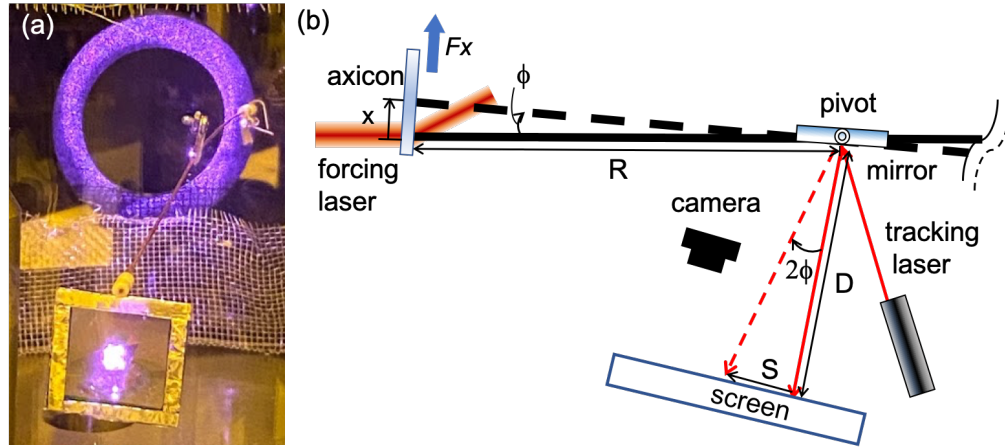 (a)
(b)
Fx
axicon
ϕ
x
pivot
R
forcing
laser
mirror
camera
tracking
laser
2ϕ
D
S
screen